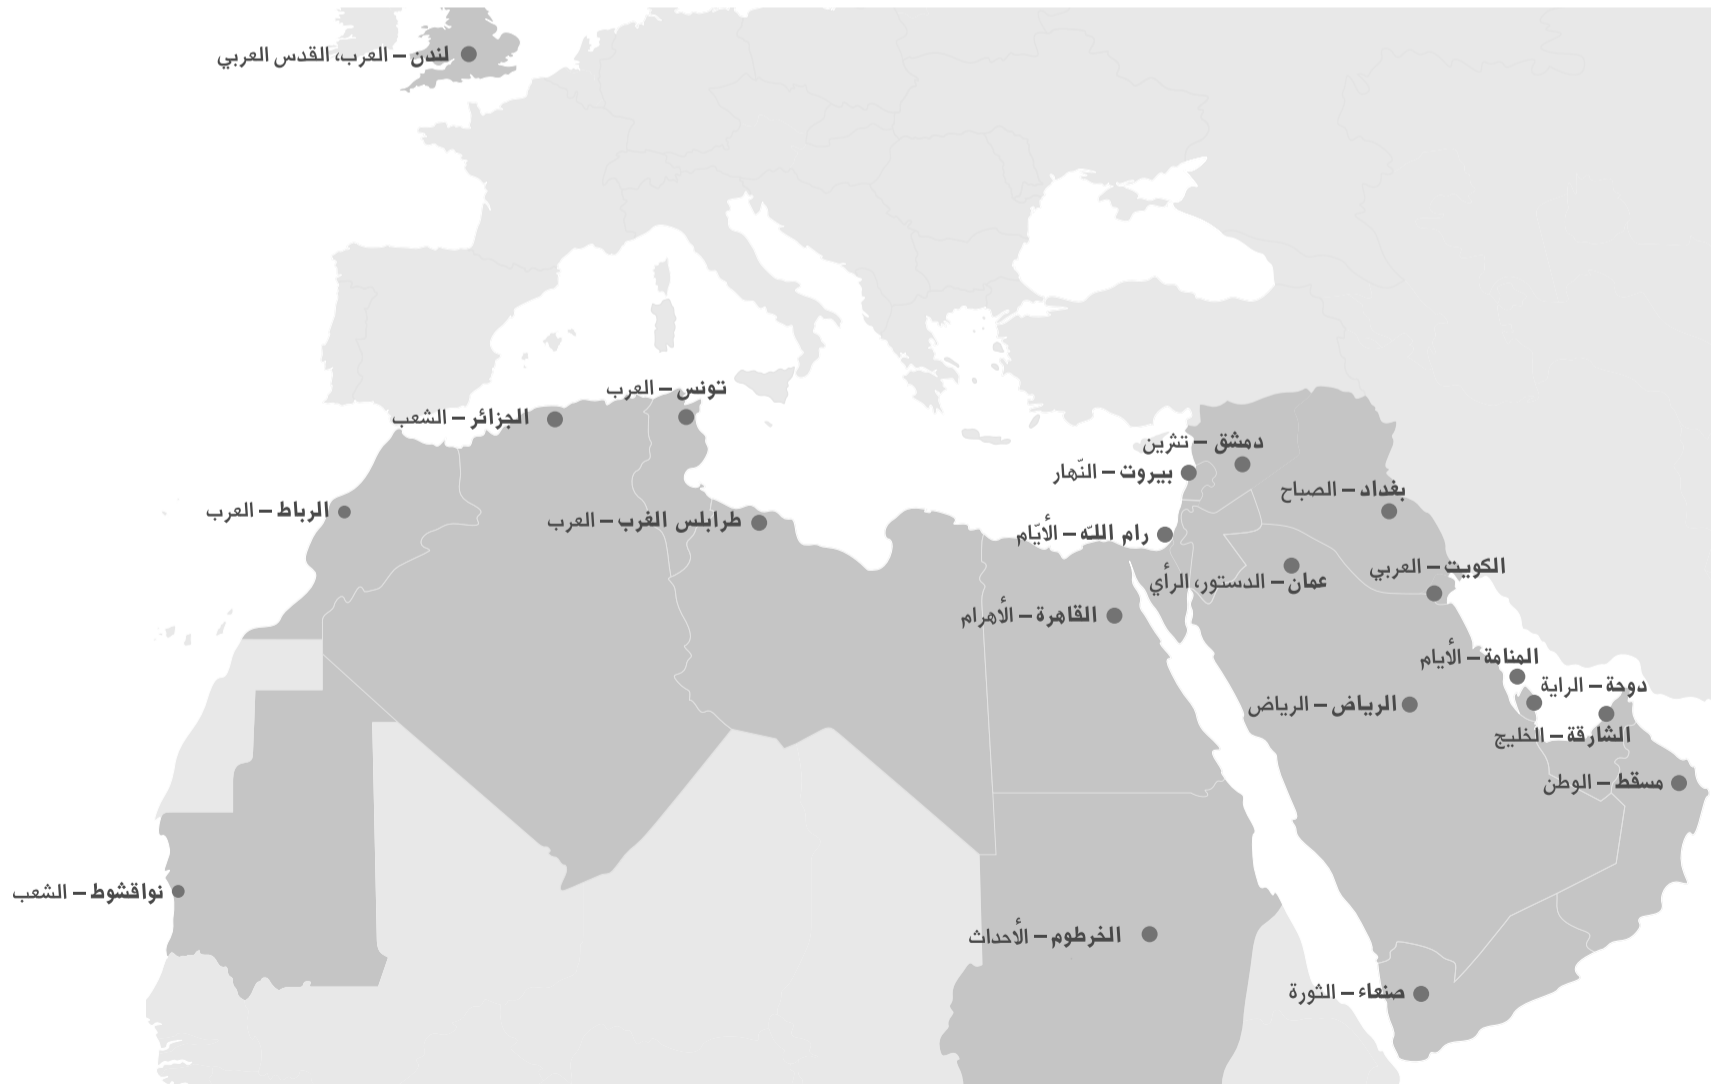 لندن – العرب، القدس العربي
تونس – العرب
الجزائر – الشعب
دمشق – تشرين
بيروت – النّهار
بغداد – الصباح
الرباط – العرب
طرابلس الغرب – العرب
رام اللّه – الأيّام
الكويت – العربي
عمان – الدستور، الرأي
القاهرة – الأهرام
المنامة – الأيام
دوحة – الراية
الرياض – الرياض
الشارقة – الخليج
مسقط – الوطن
نواقشوط – الشعب
الخرطوم – الأحداث
صنعاء – الثورة